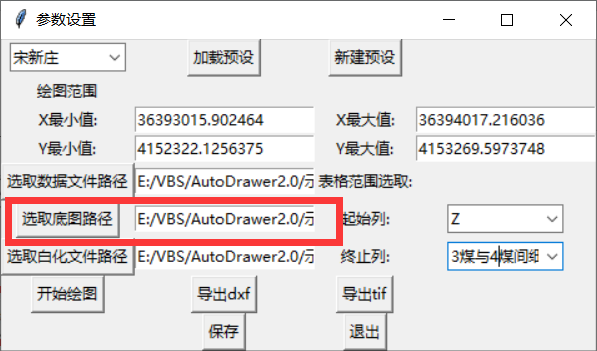 参数设置
宋新庄 加载预设 新建预设
绘图范围
X最小值: 36393015.902464 X最大值: 36394017.216036
Y最小值: 4152322.1256375 Y最大值: 4153269.5973748
选取数据文件路径 E:/VBS/AutoDrawer2.0/示 表格范围选取:
选取底图路径 E:/VBS/AutoDrawer2.0/示 起始列: Z
选取白化文件路径 E:/VBS/AutoDrawer2.0/示 终止列: 3煤与4煤间细
开始绘图 导出dxf 导出tif
保存 退出